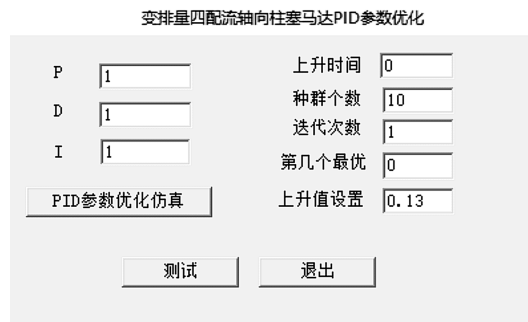 变排量四配流轴向柱塞马达PID参数优化
P 1
D 1
I 1
PID参数优化仿真
上升时间 0
种群个数 10
迭代次数 1
第几个最优 0
上升值设置 0.13
测试 退出